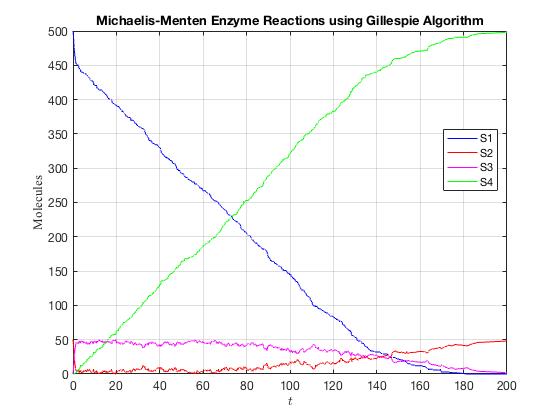 Michaelis-Menten Enzyme Reactions using Gillespie Algorithm
500
450
400
350
300
250
200
150
100
50
0
Molecules
S1
S2
S3
S4
0 20 40 60 80 100 120 140 160 180 200
t